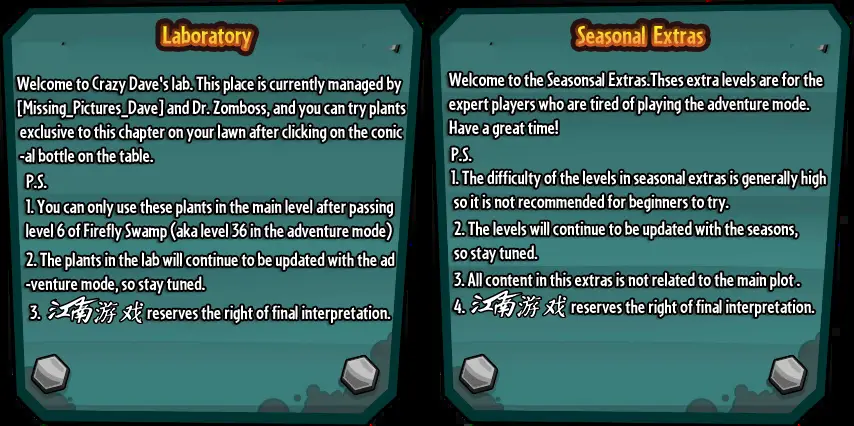 Laboratory
Welcome to Crazy Dave's lab. This place is currently managed by
[Missing_Pictures_Dave] and Dr. Zomboss, and you can try plants
exclusive to this chapter on your lawn after clicking on the conic
-al bottle on the table.
P.S.
1. You can only use these plants in the main level after passing
level 6 of Firefly Swamp (aka level 36 in the adventure mode)
2. The plants in the lab will continue to be updated with the ad
-venture mode, so stay tuned.
3. 江南游戏 reserves the right of final interpretation.
Seasonal Extras
Welcome to the Seasonsal Extras.Thses extra levels are for the
expert players who are tired of playing the adventure mode.
Have a great time!
P.S.
1. The difficulty of the levels in seasonal extras is generally high
so it is not recommended for beginners to try.
2. The levels will continue to be updated with the seasons,
so stay tuned.
3. All content in this extras is not related to the main plot .
4. 江南游戏 reserves the right of final interpretation.